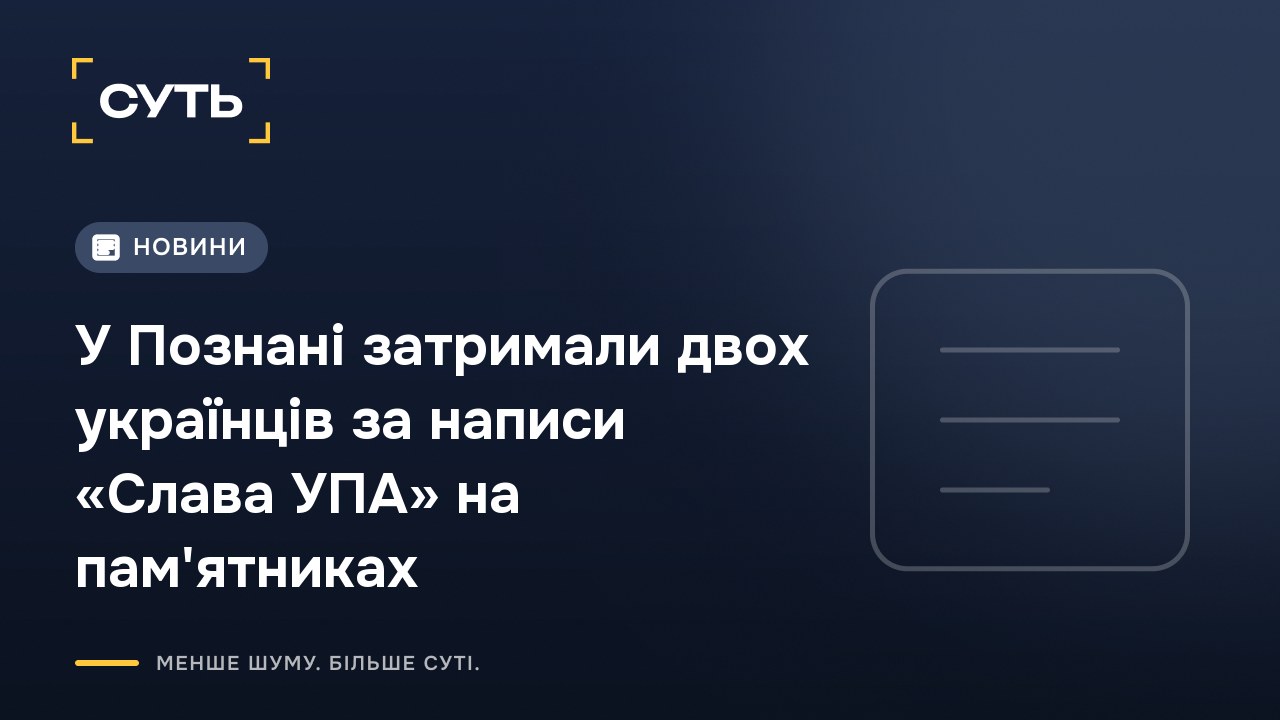 СУТЬ
НОВИНИ
У Познані затримали двох
українців за написи
«Слава УПА» на
пам'ятниках
МЕНШЕ ШУМУ. БІЛЬШЕ СУТІ.